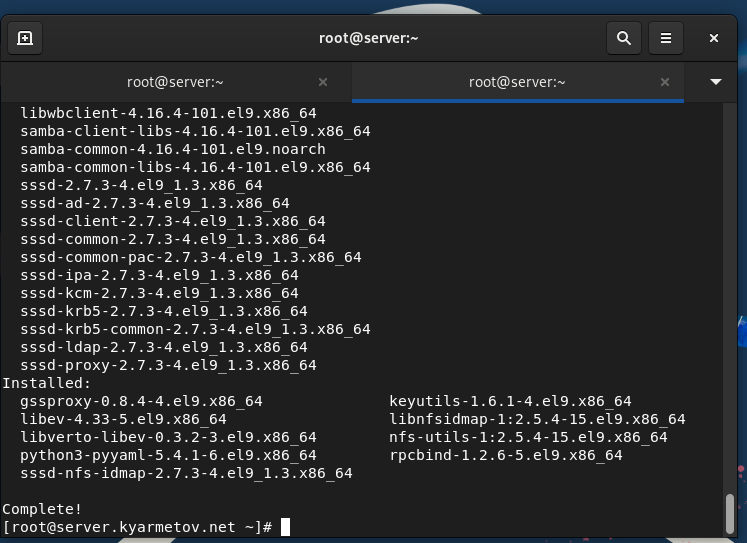 root@server:~
root@server:~ root@server:~
libwbclient-4.16.4-101.el9.x86_64
samba-client-libs-4.16.4-101.el9.x86_64
samba-common-4.16.4-101.el9.noarch
samba-common-libs-4.16.4-101.el9.x86_64
sssd-2.7.3-4.el9_1.3.x86_64
sssd-ad-2.7.3-4.el9_1.3.x86_64
sssd-client-2.7.3-4.el9_1.3.x86_64
sssd-common-2.7.3-4.el9_1.3.x86_64
sssd-common-pac-2.7.3-4.el9_1.3.x86_64
sssd-ipa-2.7.3-4.el9_1.3.x86_64
sssd-kcm-2.7.3-4.el9_1.3.x86_64
sssd-krb5-2.7.3-4.el9_1.3.x86_64
sssd-krb5-common-2.7.3-4.el9_1.3.x86_64
sssd-ldap-2.7.3-4.el9_1.3.x86_64
sssd-proxy-2.7.3-4.el9_1.3.x86_64
Installed:
gssproxy-0.8.4-4.el9.x86_64 keyutils-1.6.1-4.el9.x86_64
libev-4.33-5.el9.x86_64 libnfsidmap-1:2.5.4-15.el9.x86_64
libverto-libev-0.3.2-3.el9.x86_64 nfs-utils-1:2.5.4-15.el9.x86_64
python3-pyyaml-5.4.1-6.el9.x86_64 rpcbind-1.2.6-5.el9.x86_64
sssd-nfs-idmap-2.7.3-4.el9_1.3.x86_64
Complete!
[root@server.kyarmetov.net ~]#